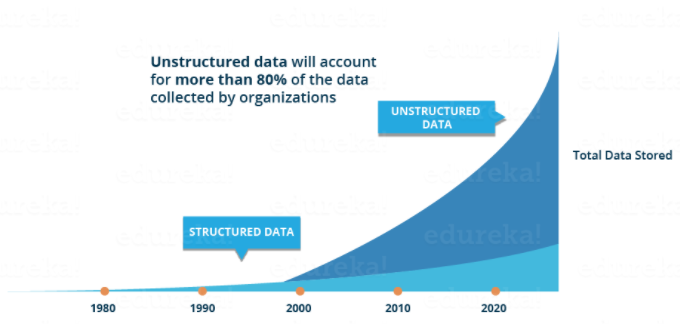 Unstructured data will account
for more than 80% of the data
collected by organizations
UNSTRUCTURED
DATA
Total Data Stored
STRUCTURED DATA
edureka!
1980
1990
2000
2010
2020